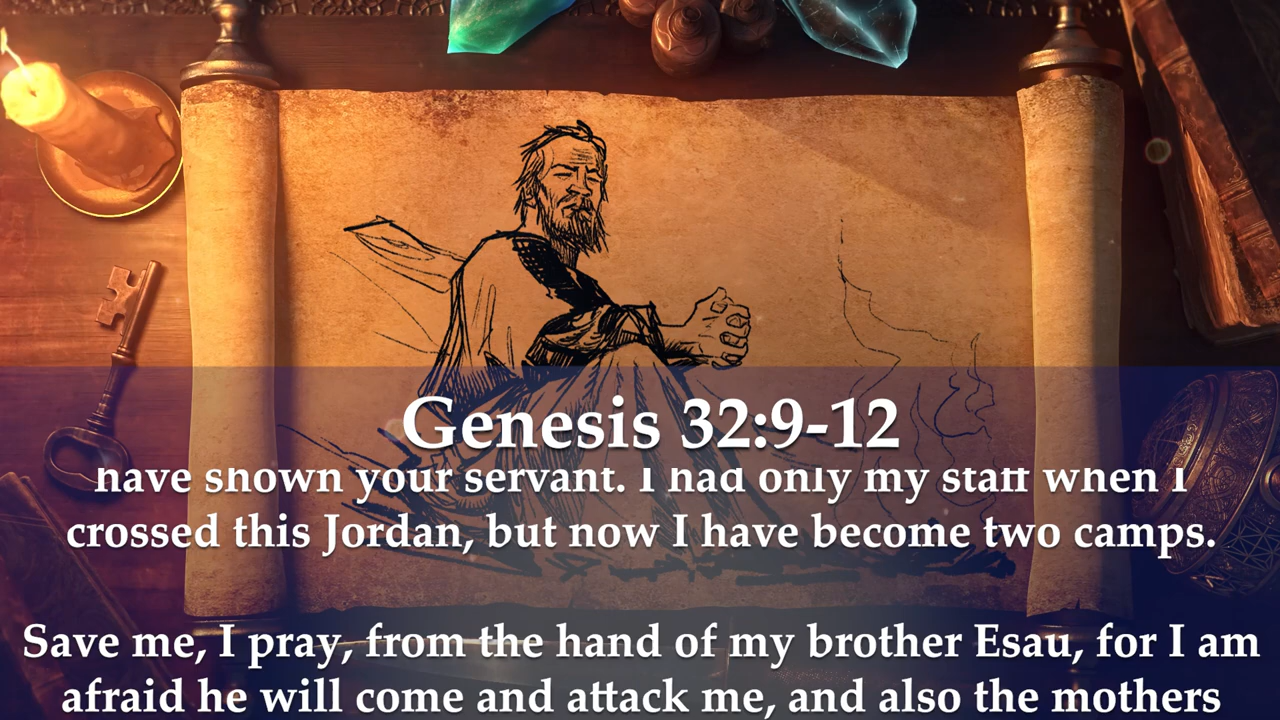 Genesis 32:9-12
have shown your servant. I had only my staff when I
crossed this Jordan, but now I have become two camps.
Save me, I pray, from the hand of my brother Esau, for I am
afraid he will come and attack me, and also the mothers